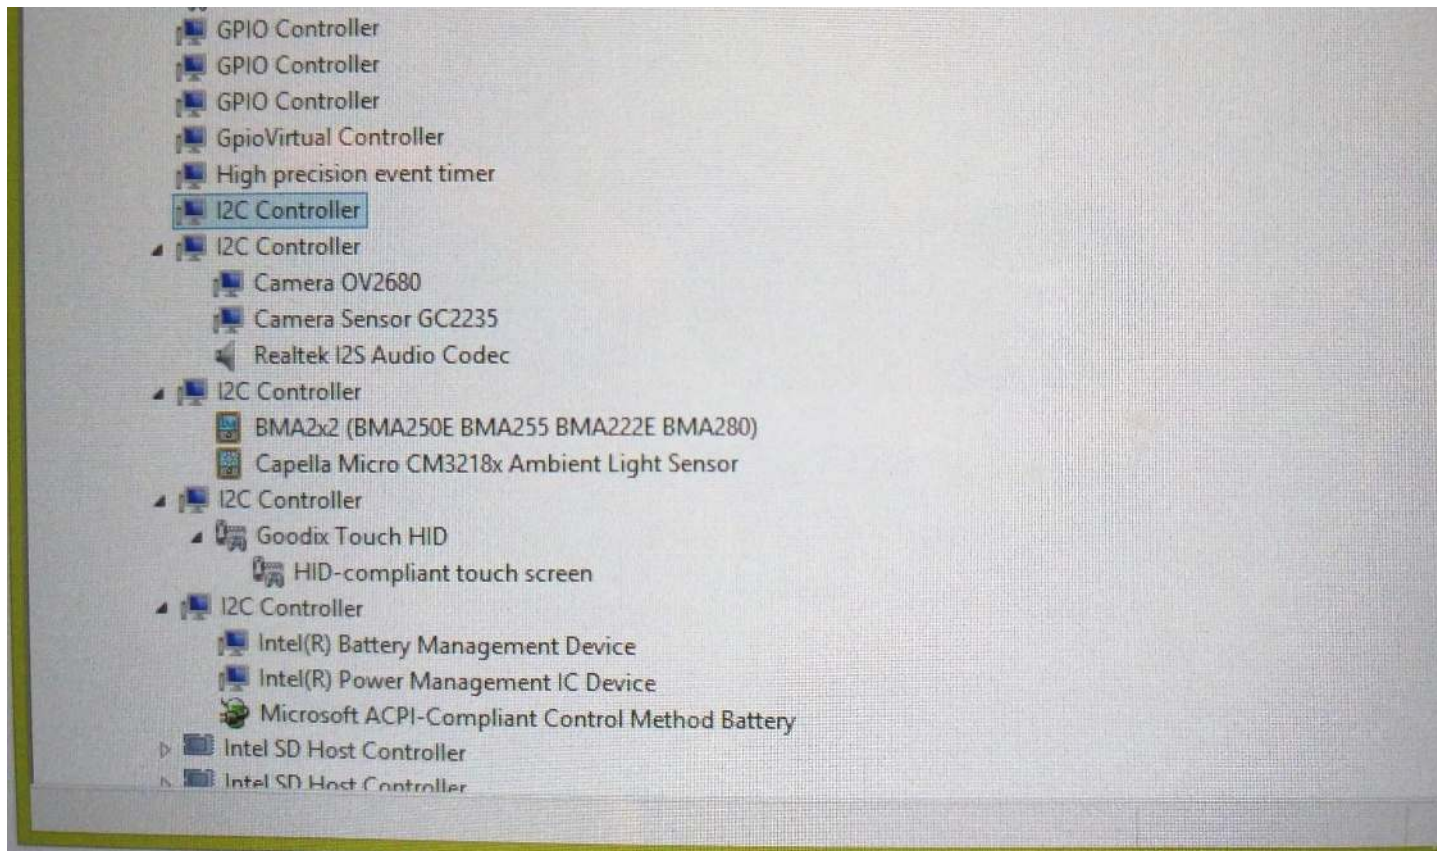 GPIO Controller
GPIO Controller
GPIO Controller
GpioVirtual Controller
High precision event timer
I2C Controller
I2C Controller
Camera OV2680
Camera Sensor GC2235
Realtek I2S Audio Codec
I2C Controller
BMA2x2 (BMA250E BMA255 BMA222E BMA280)
Capella Micro CM3218x Ambient Light Sensor
I2C Controller
Goodix Touch HID
HID-compliant touch screen
I2C Controller
Intel(R) Battery Management Device
Intel(R) Power Management IC Device
Microsoft ACPI-Compliant Control Method Battery
Intel SD Host Controller
Intel SD Host Controller